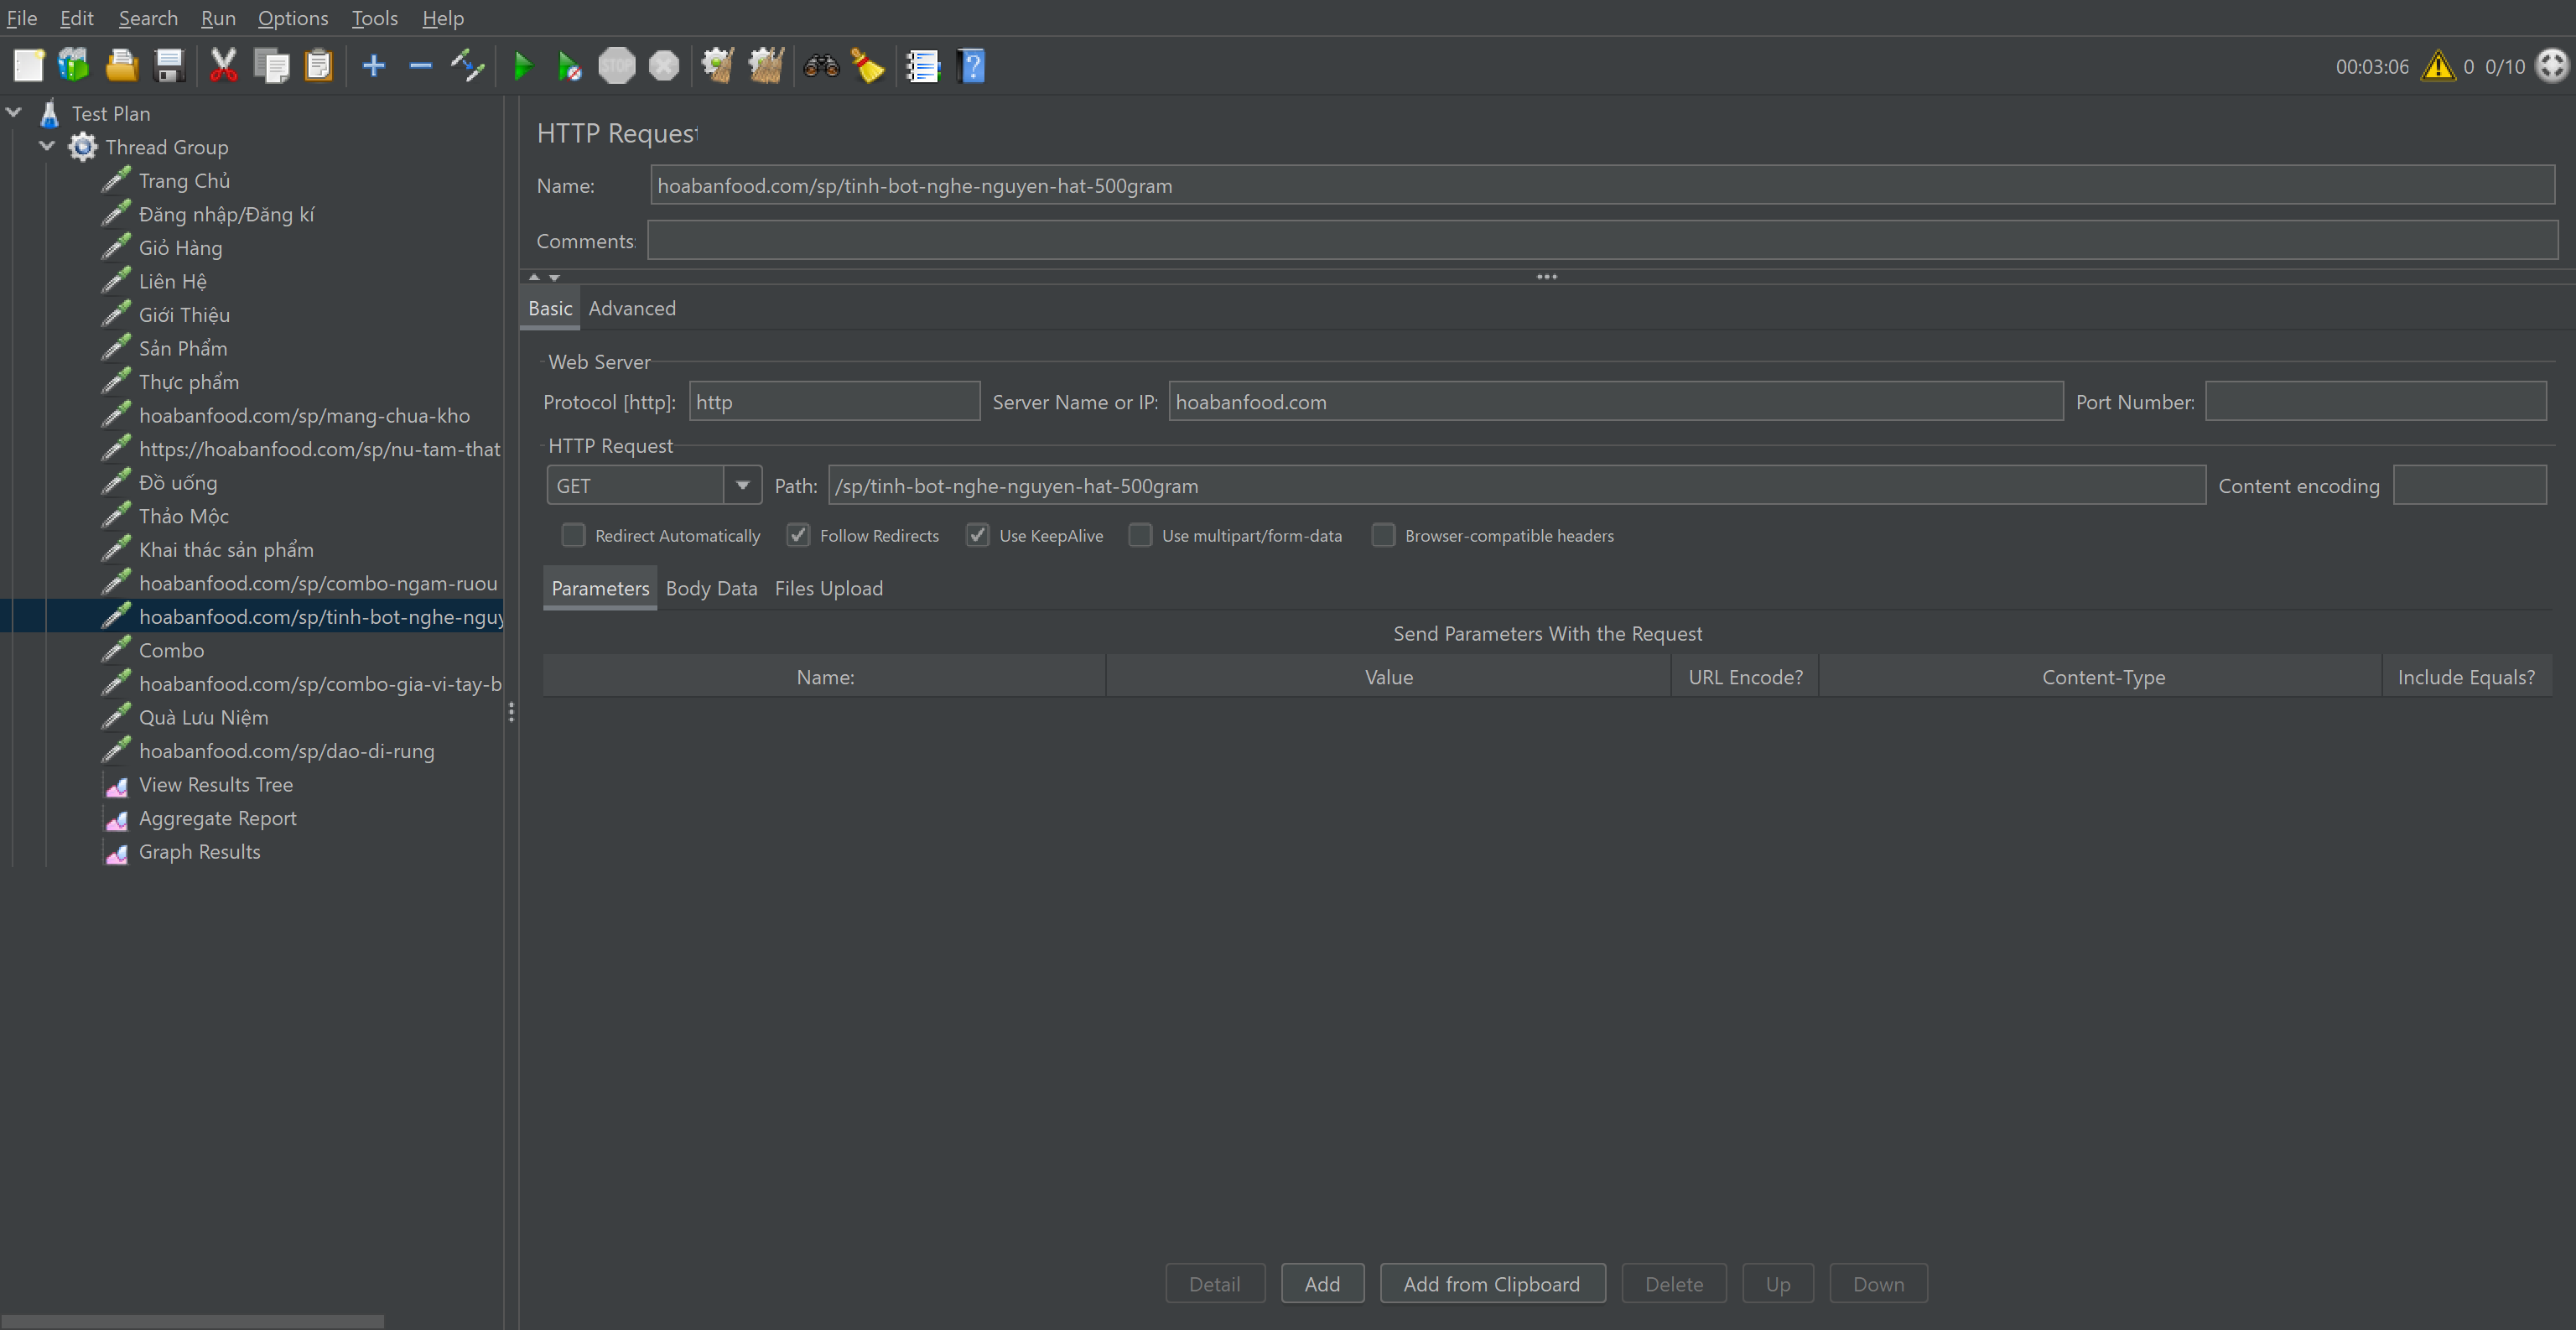 File Edit Search Run Options Tools Help
STOP
00:03:06 0 0/10
Test Plan
Thread Group
Trang Chủ
Đăng nhập/Đăng kí
Giỏ Hàng
Liên Hệ
Giới Thiệu
Sản Phẩm
Thực phẩm
hoabanfood.com/sp/mang-chua-kho
https://hoabanfood.com/sp/nu-tam-that
Đồ uống
Thảo Mộc
Khai thác sản phẩm
hoabanfood.com/sp/combo-ngam-ruou
hoabanfood.com/sp/tinh-bot-nghe-nguy
Combo
hoabanfood.com/sp/combo-gia-vi-tay-b
Quà Lưu Niệm
hoabanfood.com/sp/dao-di-rung
View Results Tree
Aggregate Report
Graph Results
HTTP Request
Name: hoabanfood.com/sp/tinh-bot-nghe-nguyen-hat-500gram
Comments:
Basic Advanced
Web Server
Protocol [http]: http Server Name or IP: hoabanfood.com Port Number:
HTTP Request
GET Path: /sp/tinh-bot-nghe-nguyen-hat-500gram Content encoding
Redirect Automatically Follow Redirects Use KeepAlive Use multipart/form-data Browser-compatible headers
Parameters Body Data Files Upload
Send Parameters With the Request
Name: Value URL Encode? Content-Type Include Equals?
Detail Add Add from Clipboard Delete Up Down